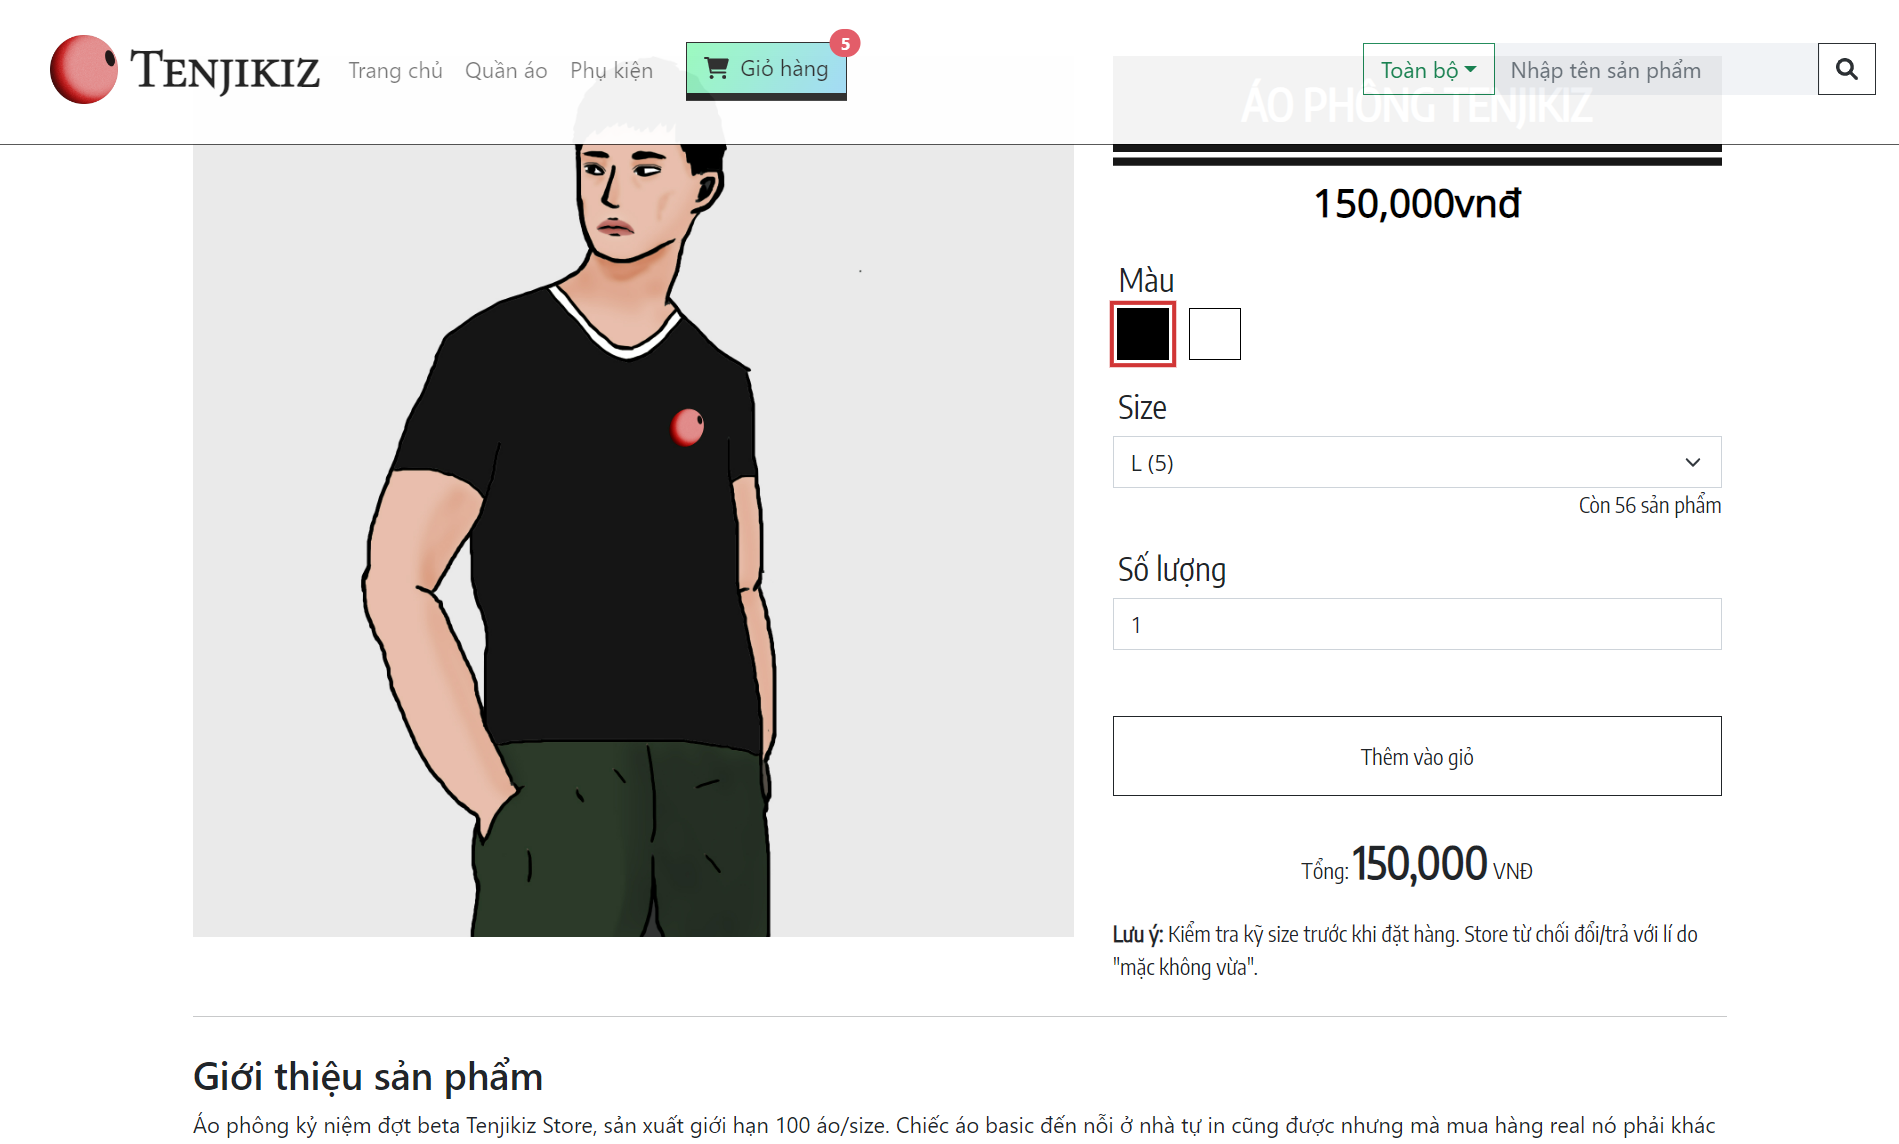 TENJIKIZ
Trang chủ
Quần áo
Phụ kiện
Giỏ hàng
5
Toàn bộ
Nhập tên sản phẩm
ÁO PHÔNG TENJIKIZ
150,000vnđ
Màu
Size
L (5)
Còn 56 sản phẩm
Số lượng
1
Thêm vào giỏ
Tổng: 150,000 VNĐ
Lưu ý: Kiểm tra kỹ size trước khi đặt hàng. Store từ chối đổi/trả với lí do
"mặc không vừa".
Giới thiệu sản phẩm
Áo phông kỷ niệm đợt beta Tenjikiz Store, sản xuất giới hạn 100 áo/size. Chiếc áo basic đến nỗi ở nhà tự in cũng được nhưng mà mua hàng real nó phải khác